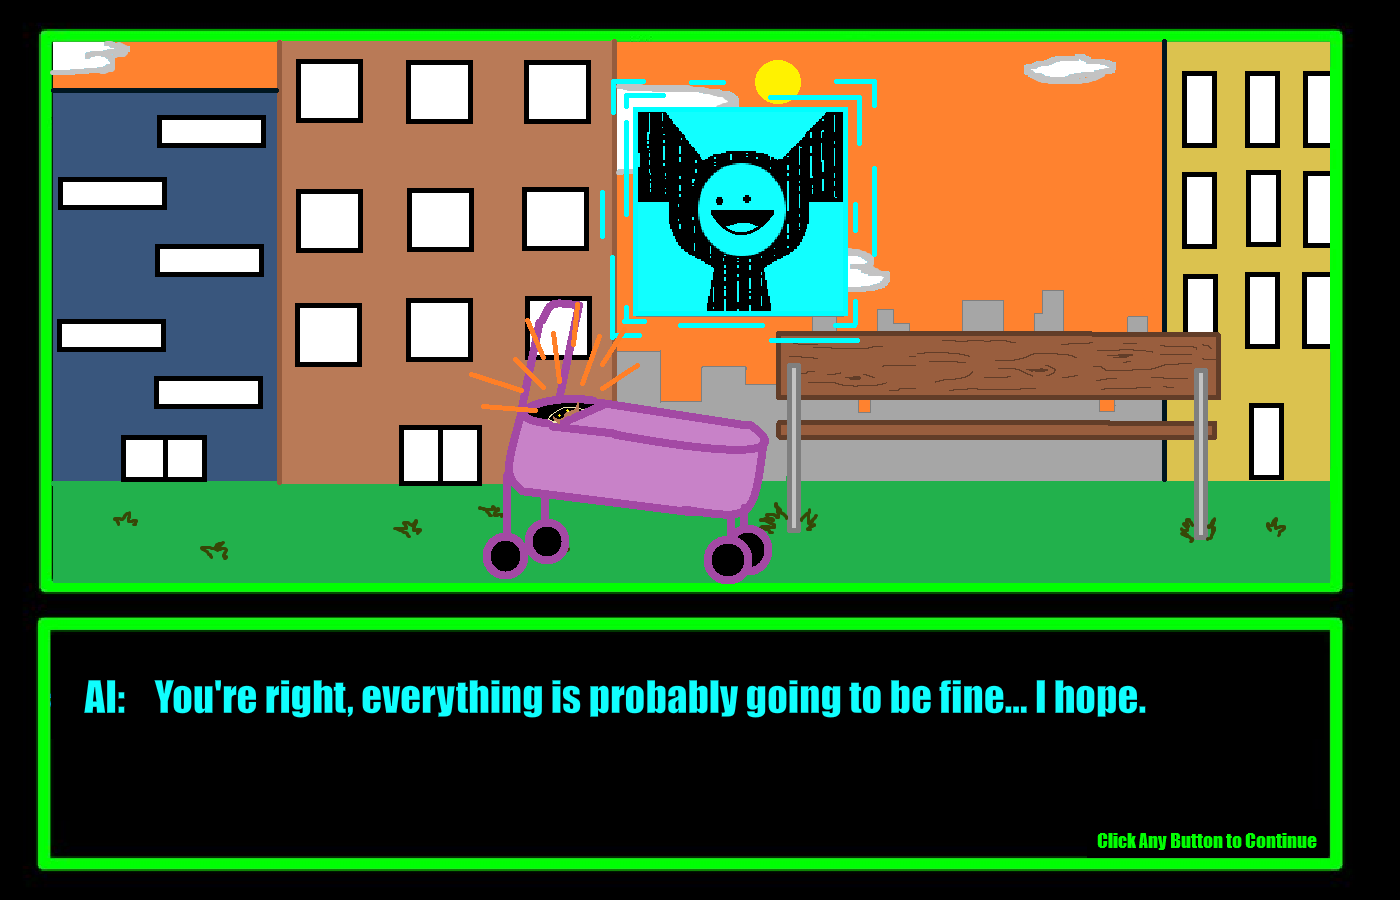 AI: You're right, everything is probably going to be fine... I hope.
Click Any Button to Continue